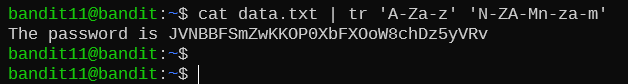 bandit11@bandit:~$ cat data.txt | tr 'A-Za-z' 'N-ZA-Mn-za-m'
The password is JVNBBFSmZwKKOP0XbFXOoW8chDz5yVRv
bandit11@bandit:~$
bandit11@bandit:~$